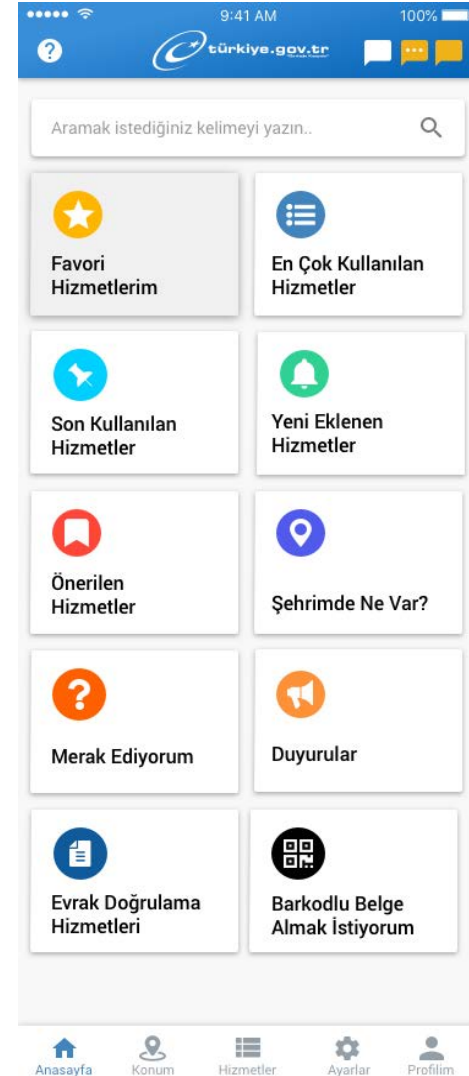 9:41 AM
100%
türkiye.gov.tr
Aramak istediğiniz kelimeyi yazın..
Favori
Hizmetlerim
En Çok Kullanılan
Hizmetler
Son Kullanılan
Hizmetler
Yeni Eklenen
Hizmetler
Önerilen
Hizmetler
Şehrimde Ne Var?
Merak Ediyorum
Duyurular
Evrak Doğrulama
Hizmetleri
Barkodlu Belge
Almak İstiyorum
Anasayfa
Konum
Hizmetler
Ayarlar
Profilim